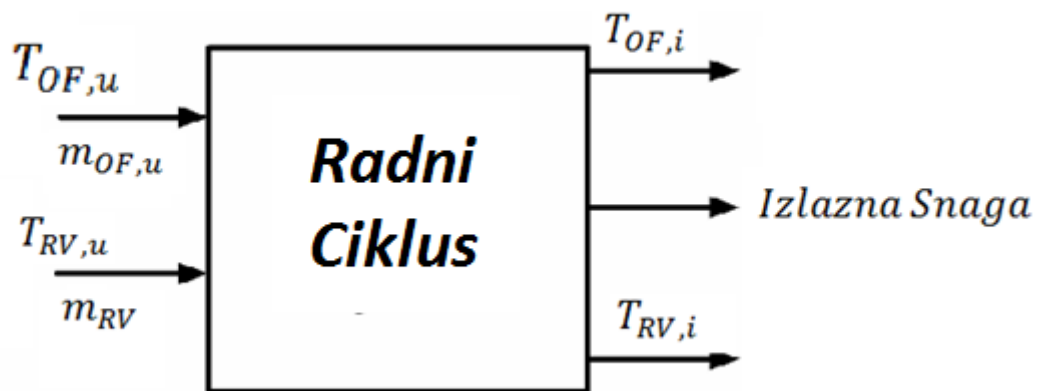 T_{OF,u}
m_{OF,u}
T_{RV,u}
m_{RV}
Radni
Ciklus
T_{OF,i}
Izlazna Snaga
T_{RV,i}